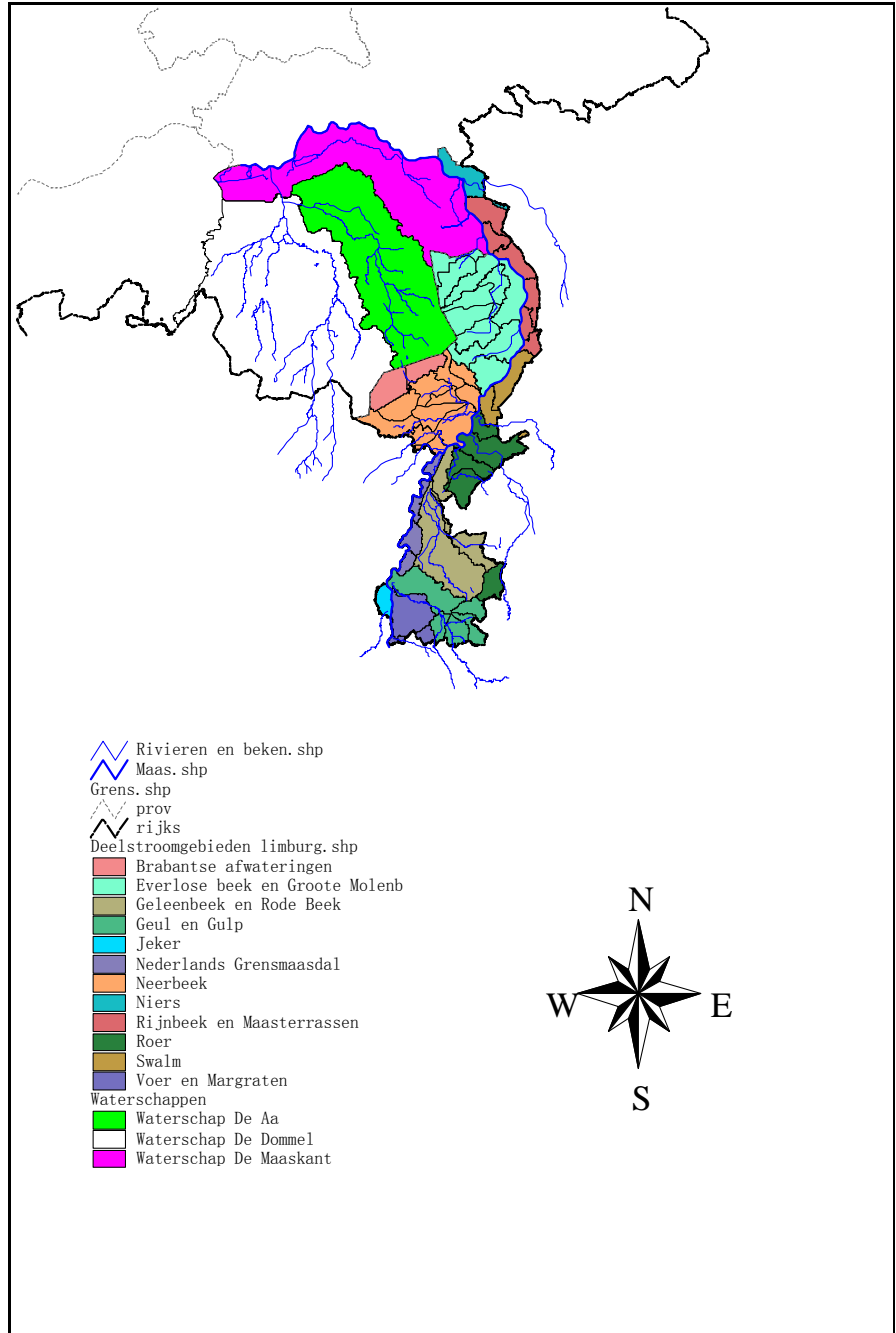 Rivieren en beken.shp
Maas.shp
Grens.shp
prov
rijks
Deelstroomgebieden limburg.shp
Brabantse afwateringen
Everlose beek en Groote Molenb
Geleenbeek en Rode Beek
Geul en Gulp
Jeker
Nederlands Grensmaasdal
Neerbeek
Niers
Rijnbeek en Maasterrassen
Roer
Swalm
Voer en Margraten
Waterschappen
Waterschap De Aa
Waterschap De Dommel
Waterschap De Maaskant
N
W E
S